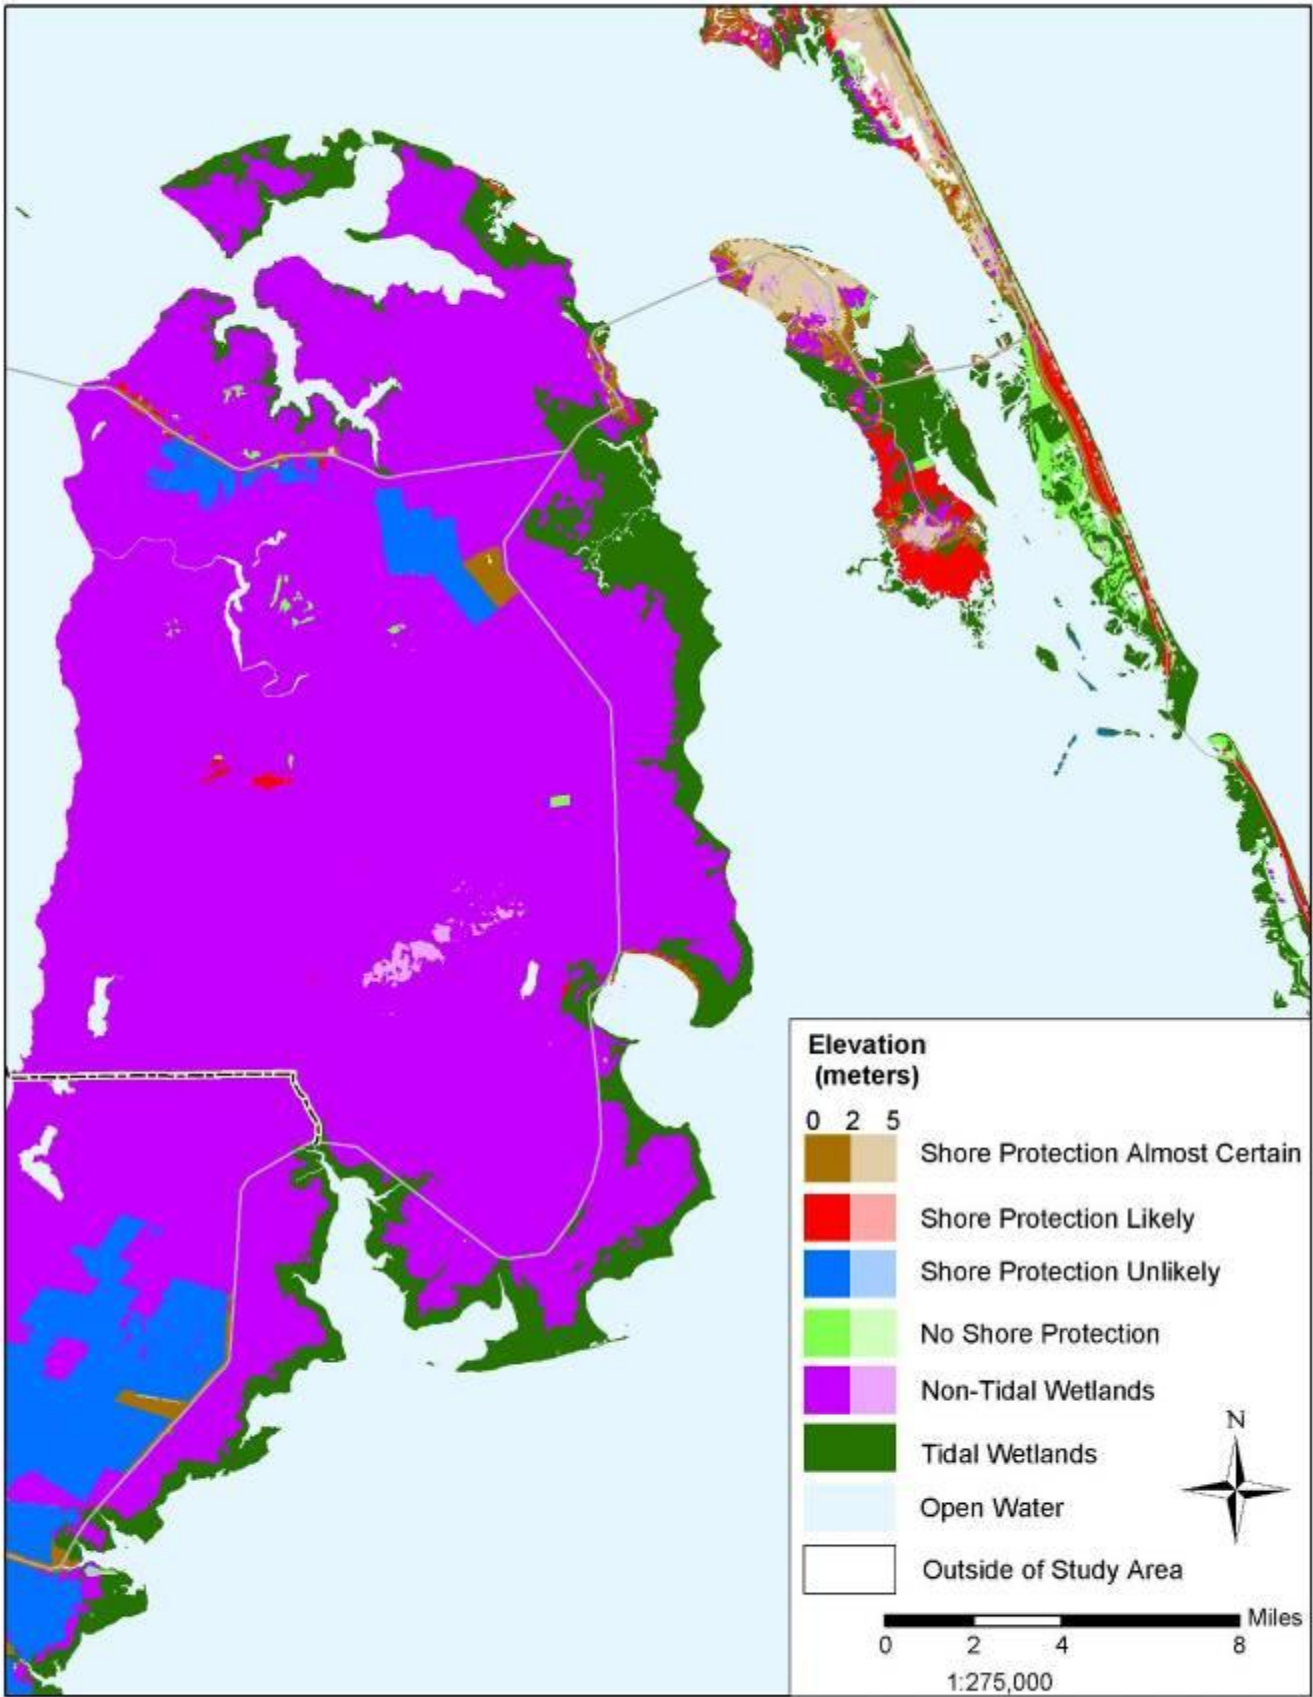 Elevation
(meters)
0 2 5
Shore Protection Almost Certain
Shore Protection Likely
Shore Protection Unlikely
No Shore Protection
Non-Tidal Wetlands
N
Tidal Wetlands
Open Water
Outside of Study Area
Miles
0 2 4 8
1:275,000